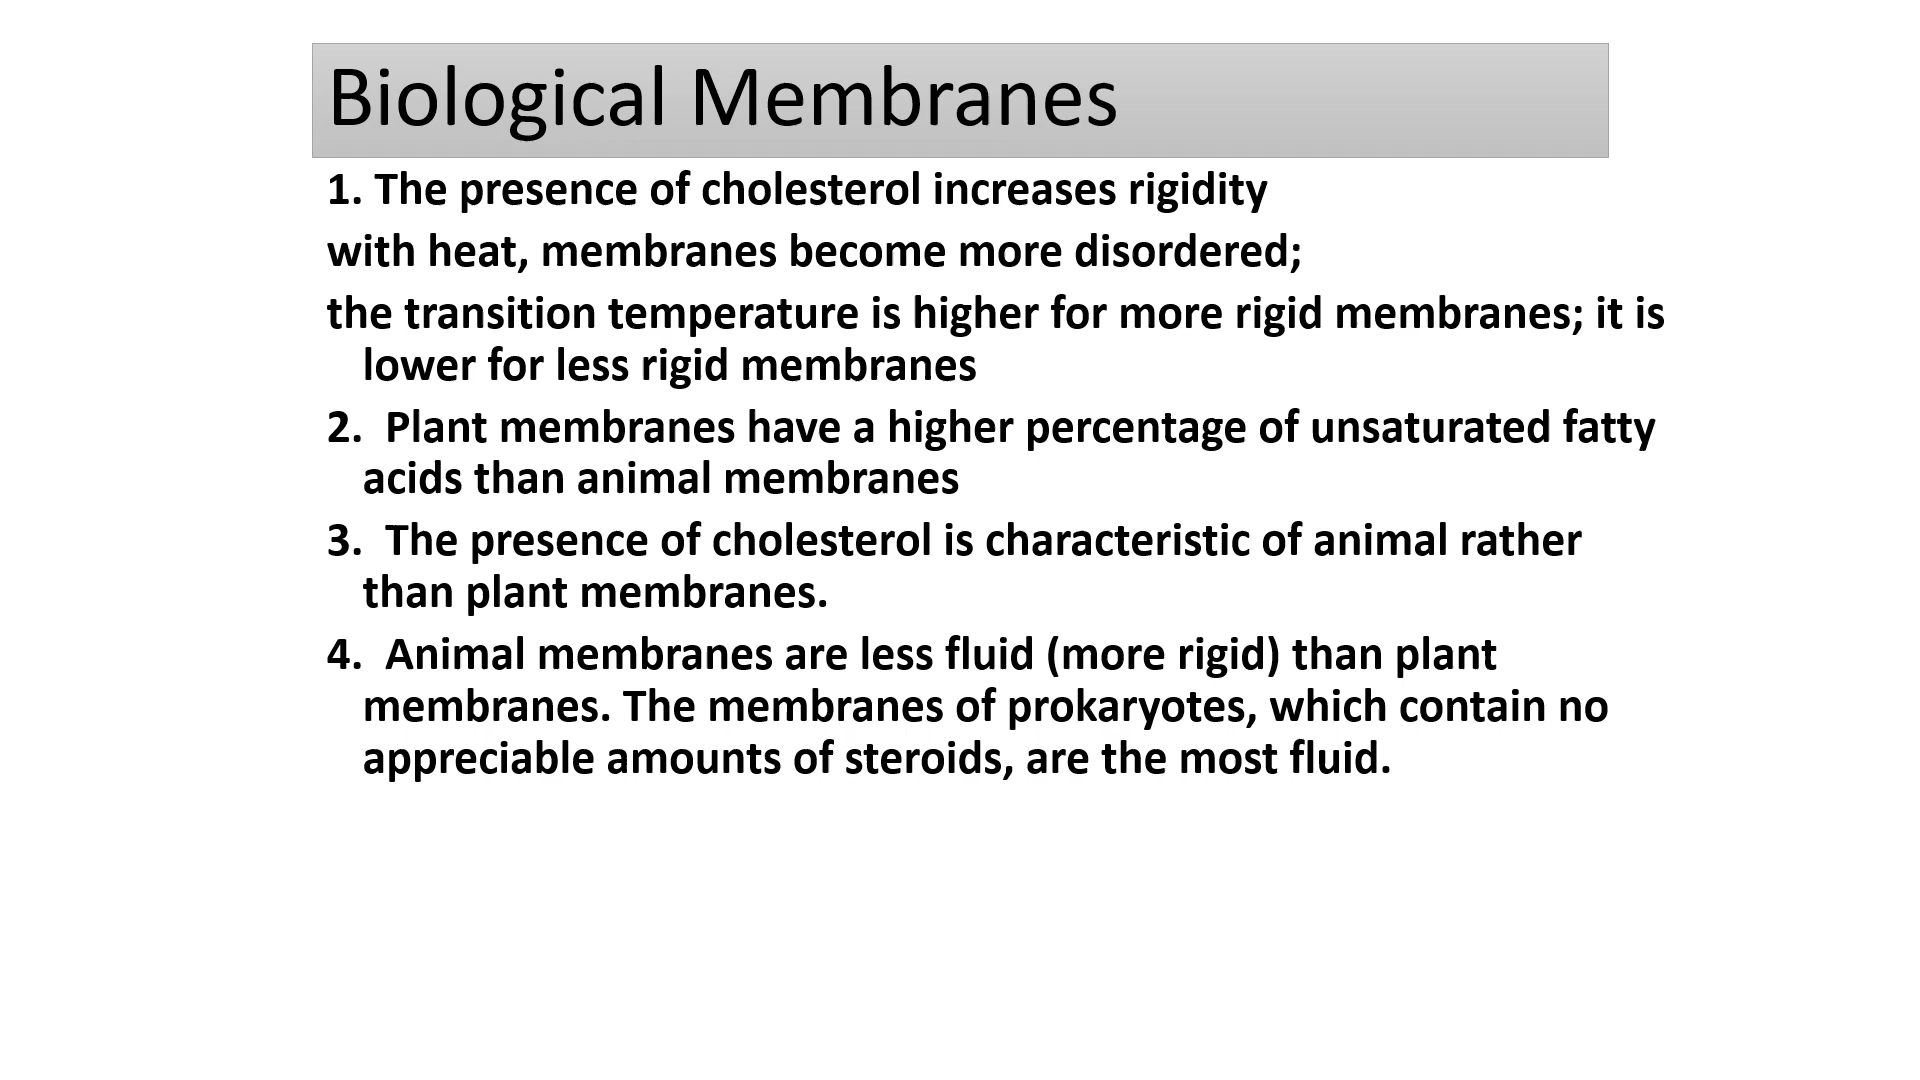 Biological Membranes
1. The presence of cholesterol increases rigidity
with heat, membranes become more disordered;
the transition temperature is higher for more rigid membranes; it is
lower for less rigid membranes
2. Plant membranes have a higher percentage of unsaturated fatty
acids than animal membranes
3. The presence of cholesterol is characteristic of animal rather
than plant membranes.
4. Animal membranes are less fluid (more rigid) than plant
membranes. The membranes of prokaryotes, which contain no
appreciable amounts of steroids, are the most fluid.